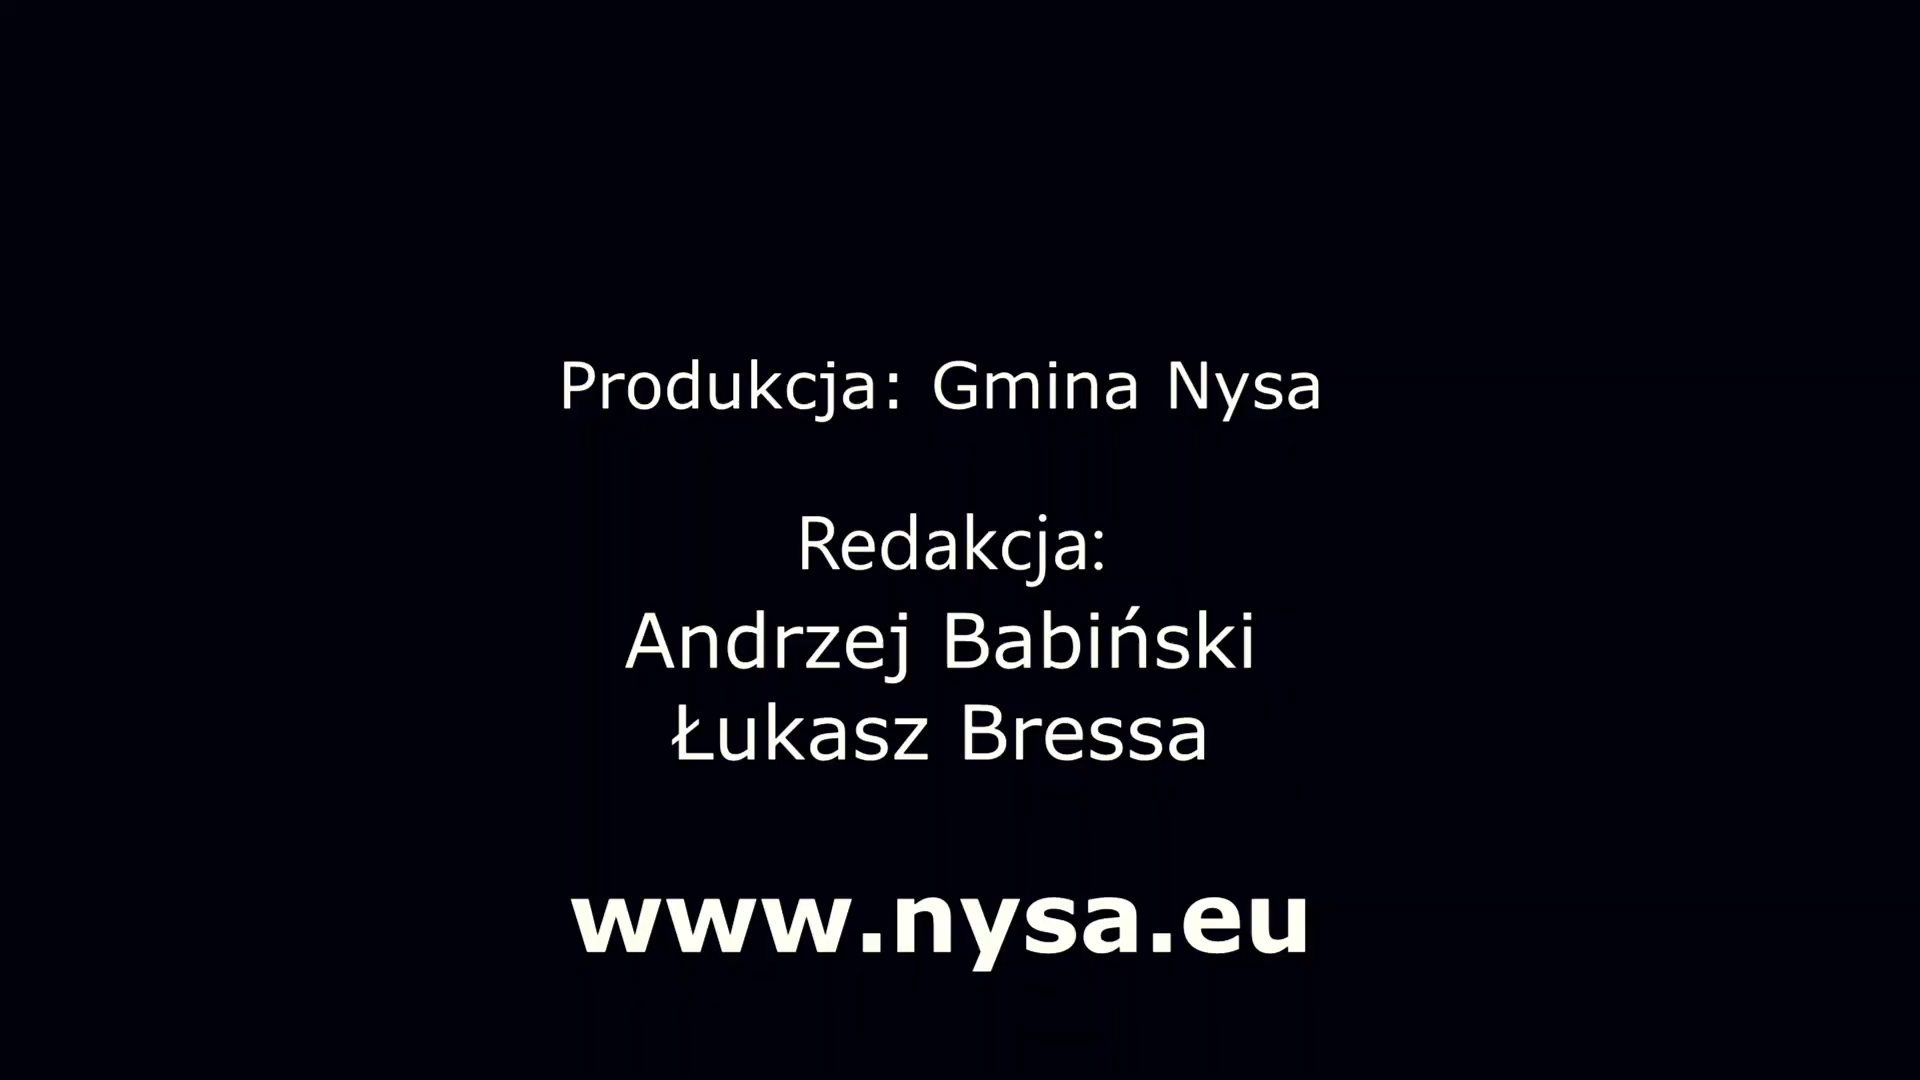 Produkcja: Gmina Nysa
Redakcja:
Andrzej Babiński
Łukasz Bressa
www.nysa.eu